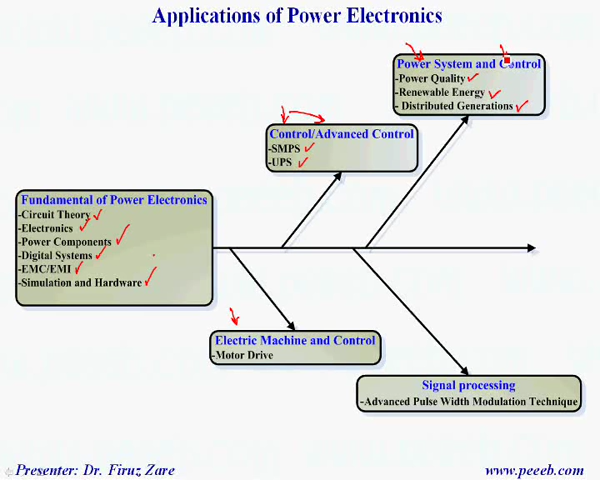 Applications of Power Electronics
Power System and Control
-Power Quality
-Renewable Energy
- Distributed Generations
Control/Advanced Control
-SMPS
-UPS
Fundamental of Power Electronics
-Circuit Theory
-Electronics
-Power Components
-Digital Systems
-EMC/EMI
-Simulation and Hardware
Electric Machine and Control
-Motor Drive
Signal processing
-Advanced Pulse Width Modulation Technique
Presenter: Dr. Firuz Zare
www.peeeb.com